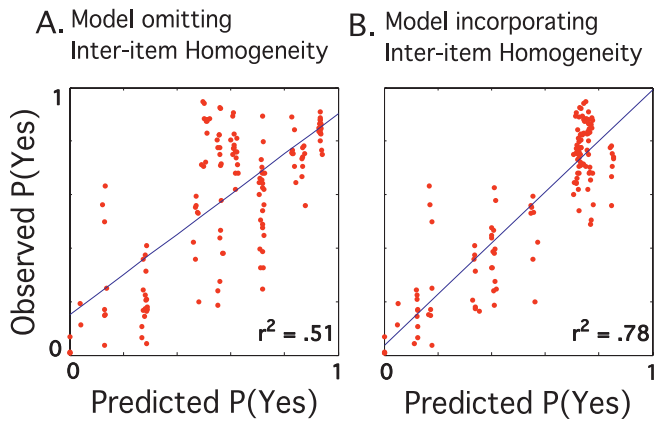 A. Model omitting
Inter-item Homogeneity
B. Model incorporating
Inter-item Homogeneity
1
Observed P(Yes)
0
r² = .51
r² = .78
0
1
0
1
Predicted P(Yes)
Predicted P(Yes)